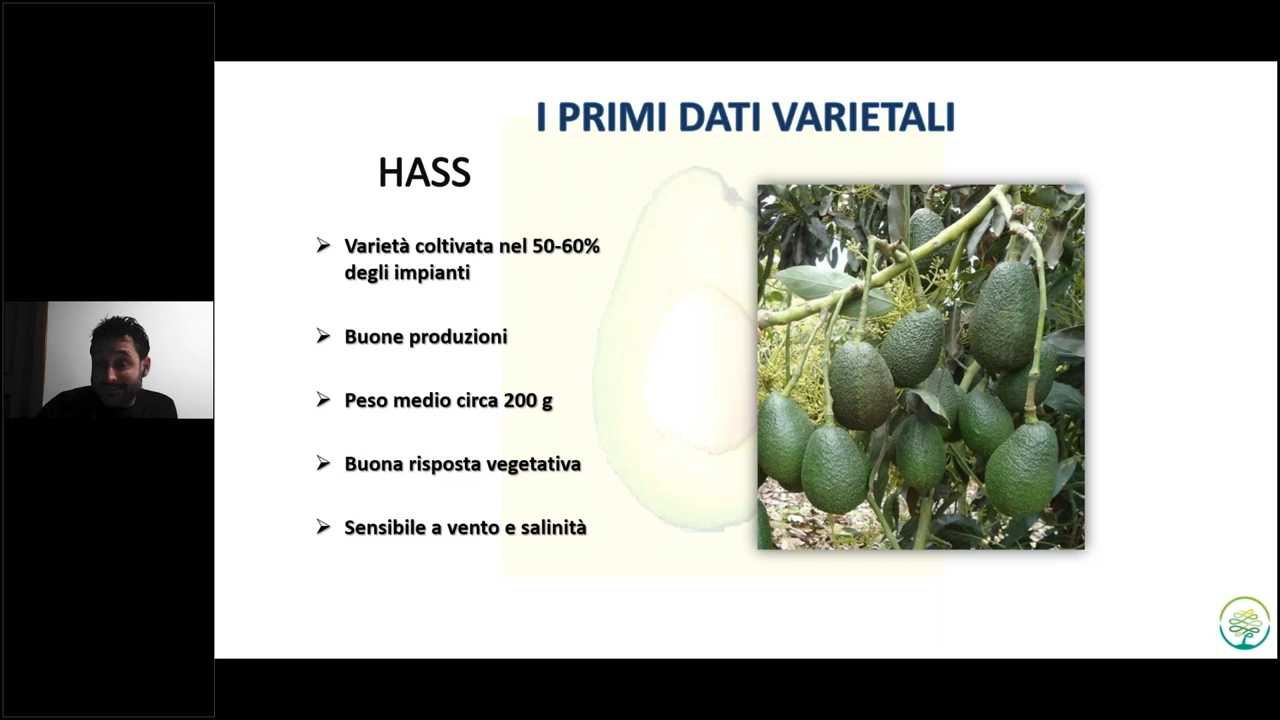 I PRIMI DATI VARIETALI
HASS
Varietà coltivata nel 50-60%
degli impianti
Buone produzioni
Peso medio circa 200 g
Buona risposta vegetativa
Sensibile a vento e salinità